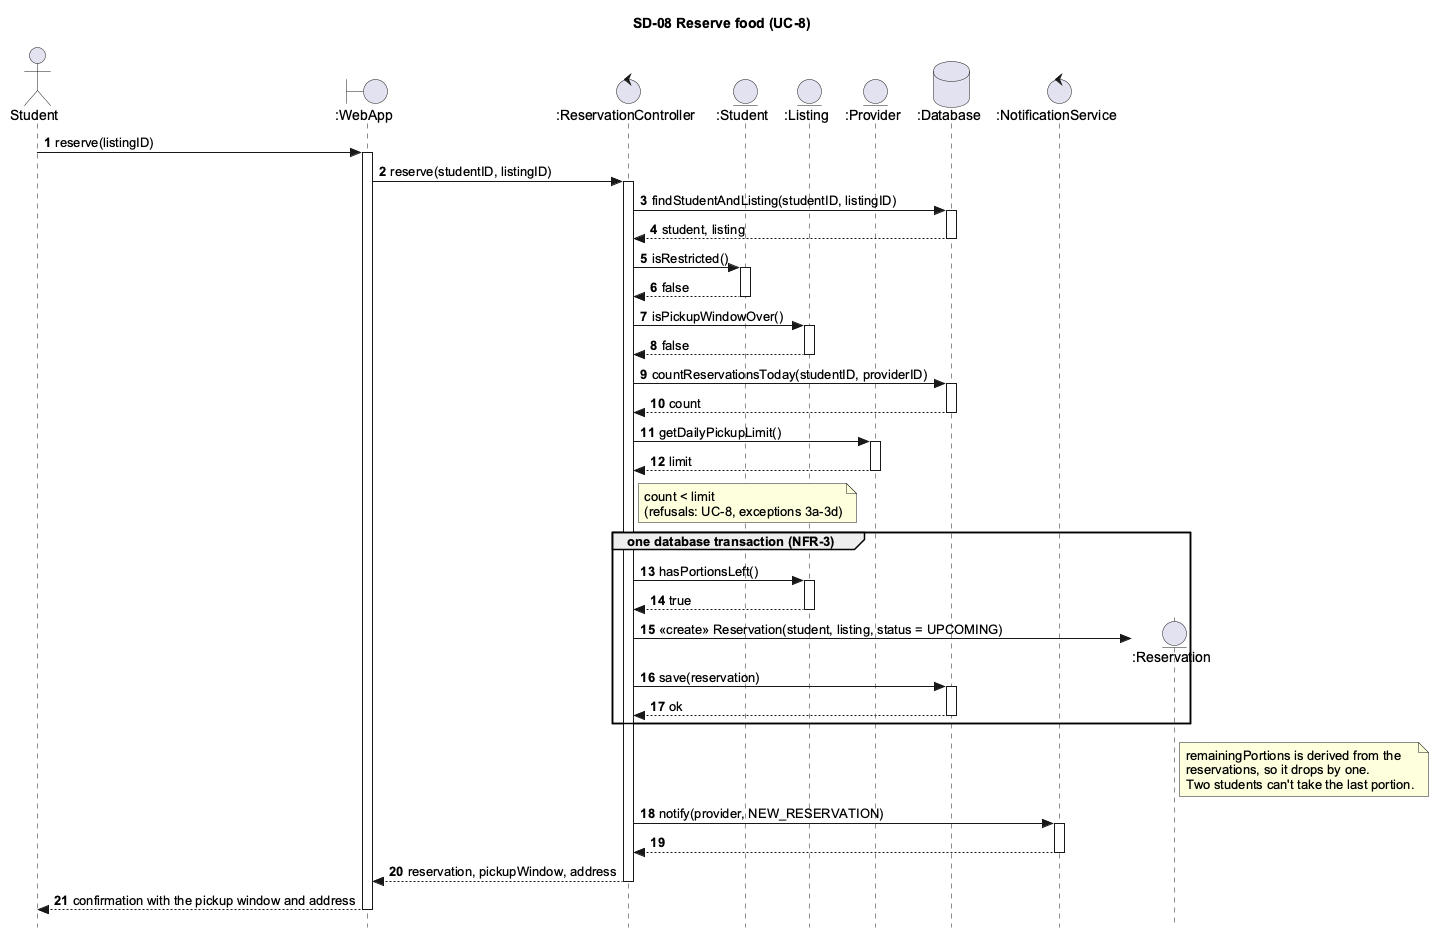 SD-08 Reserve food (UC-8)
Student
:WebApp
:ReservationController
:Student
:Listing
:Provider
:Database
:NotificationService
1 reserve(listingID)
2 reserve(studentID, listingID)
3 findStudentAndListing(studentID, listingID)
4 student, listing
5 isRestricted()
6 false
7 isPickupWindowOver()
8 false
9 countReservationsToday(studentID, providerID)
10 count
11 getDailyPickupLimit()
12 limit
count < limit
(refusals: UC-8, exceptions 3a-3d)
one database transaction (NFR-3)
13 hasPortionsLeft()
14 true
15 «create» Reservation(student, listing, status = UPCOMING)
:Reservation
16 save(reservation)
17 ok
remainingPortions is derived from the
reservations, so it drops by one.
Two students can't take the last portion.
18 notify(provider, NEW_RESERVATION)
19
20 reservation, pickupWindow, address
21 confirmation with the pickup window and address